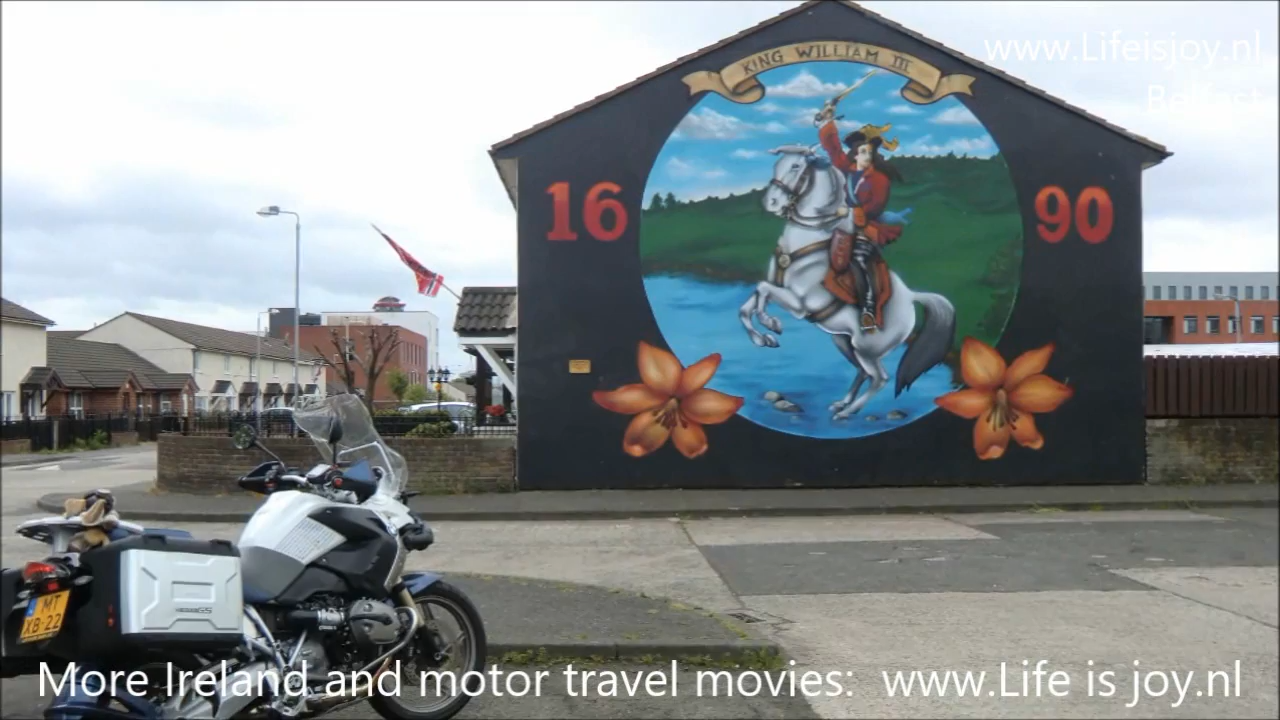 www.Lifeisjoy.nl
Belfast
KING WILLIAM III
16 90
MT
XB-22
More Ireland and motor travel movies: www.Life is joy.nl